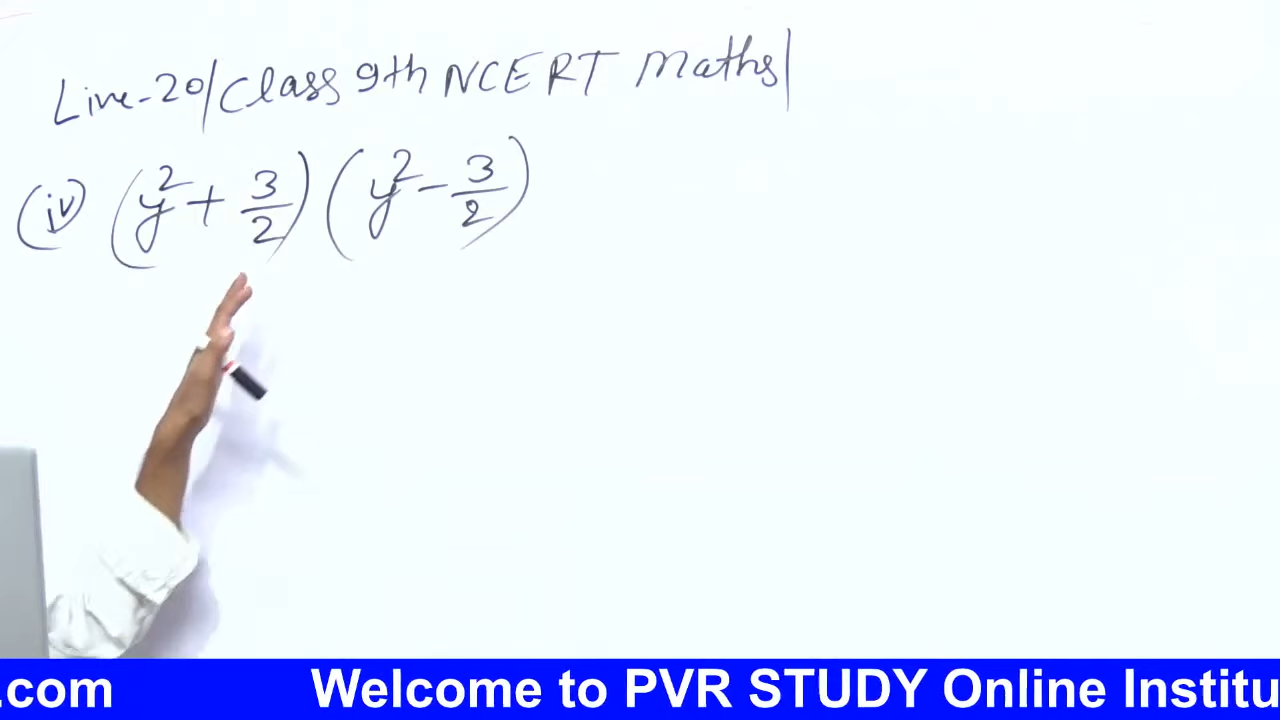 Live-20/Class 9th NCERT Maths/
(iv) (y² + 3/2) (y² - 3/2)
.com Welcome to PVR STUDY Online Institu